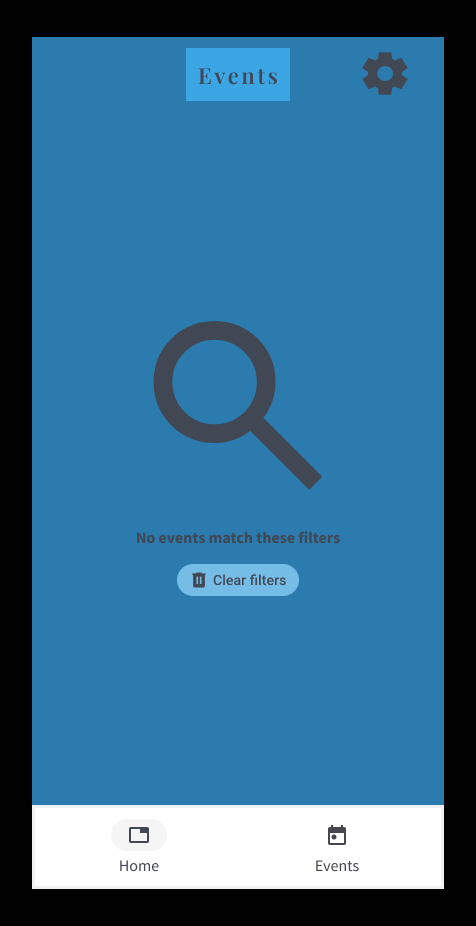 Events
No events match these filters
Clear filters
Home
Events